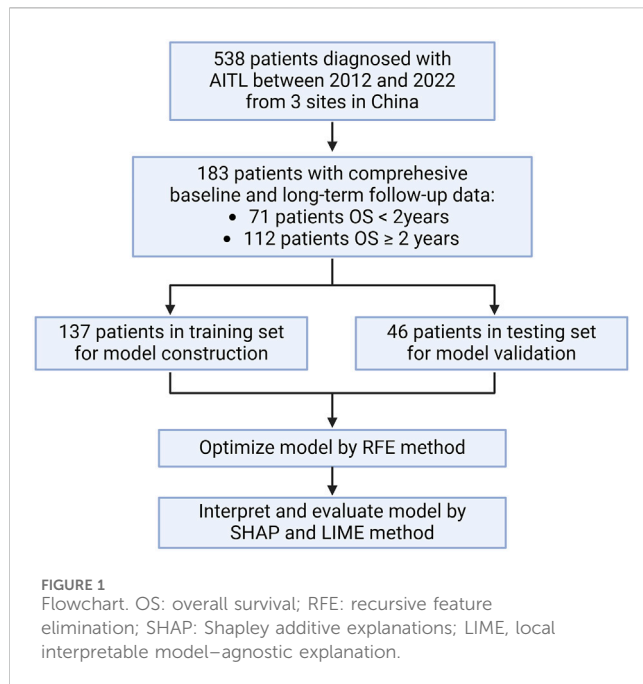 538 patients diagnosed with
AITL between 2012 and 2022
from 3 sites in China
183 patients with comprehesive
baseline and long-term follow-up data:
• 71 patients OS < 2years
• 112 patients OS ≥ 2 years
137 patients in training set
for model construction
46 patients in testing set
for model validation
Optimize model by RFE method
Interpret and evaluate model by
SHAP and LIME method
FIGURE 1
Flowchart. OS: overall survival; RFE: recursive feature
elimination; SHAP: Shapley additive explanations; LIME, local
interpretable model–agnostic explanation.